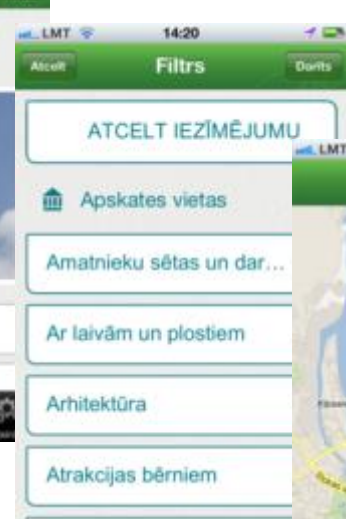 LMT 14:20
Atcelt Filtrs Darīts
ATCELT IEZĪMĒJUMU
LMT
Apskates vietas
Amatnieku sētas un dar...
Ar laivām un plostiem
Arhitektūra
Atrakcijas bērniem